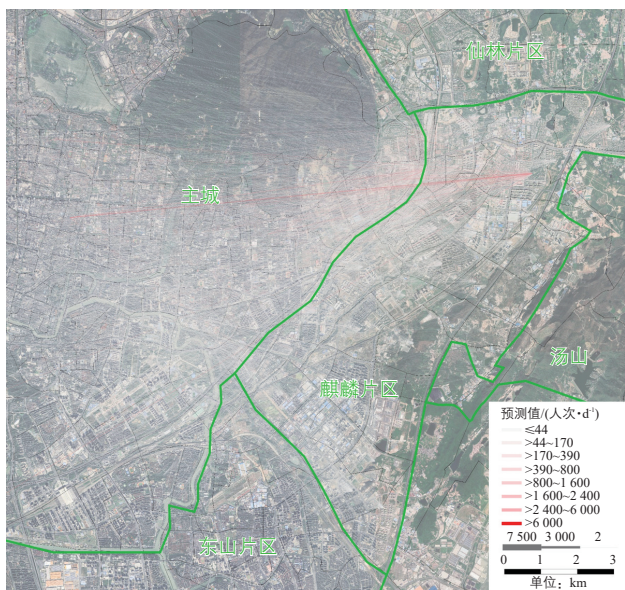 仙林片区
主城
汤山
麒麟片区
东山片区
预测值/(人次·d⁻¹)
≤44
>44~170
>170~390
>390~800
>800~1 600
>1 600~2 400
>2 400~6 000
>6 000
7 500 3 000 2
0 1 2 3
单位：km